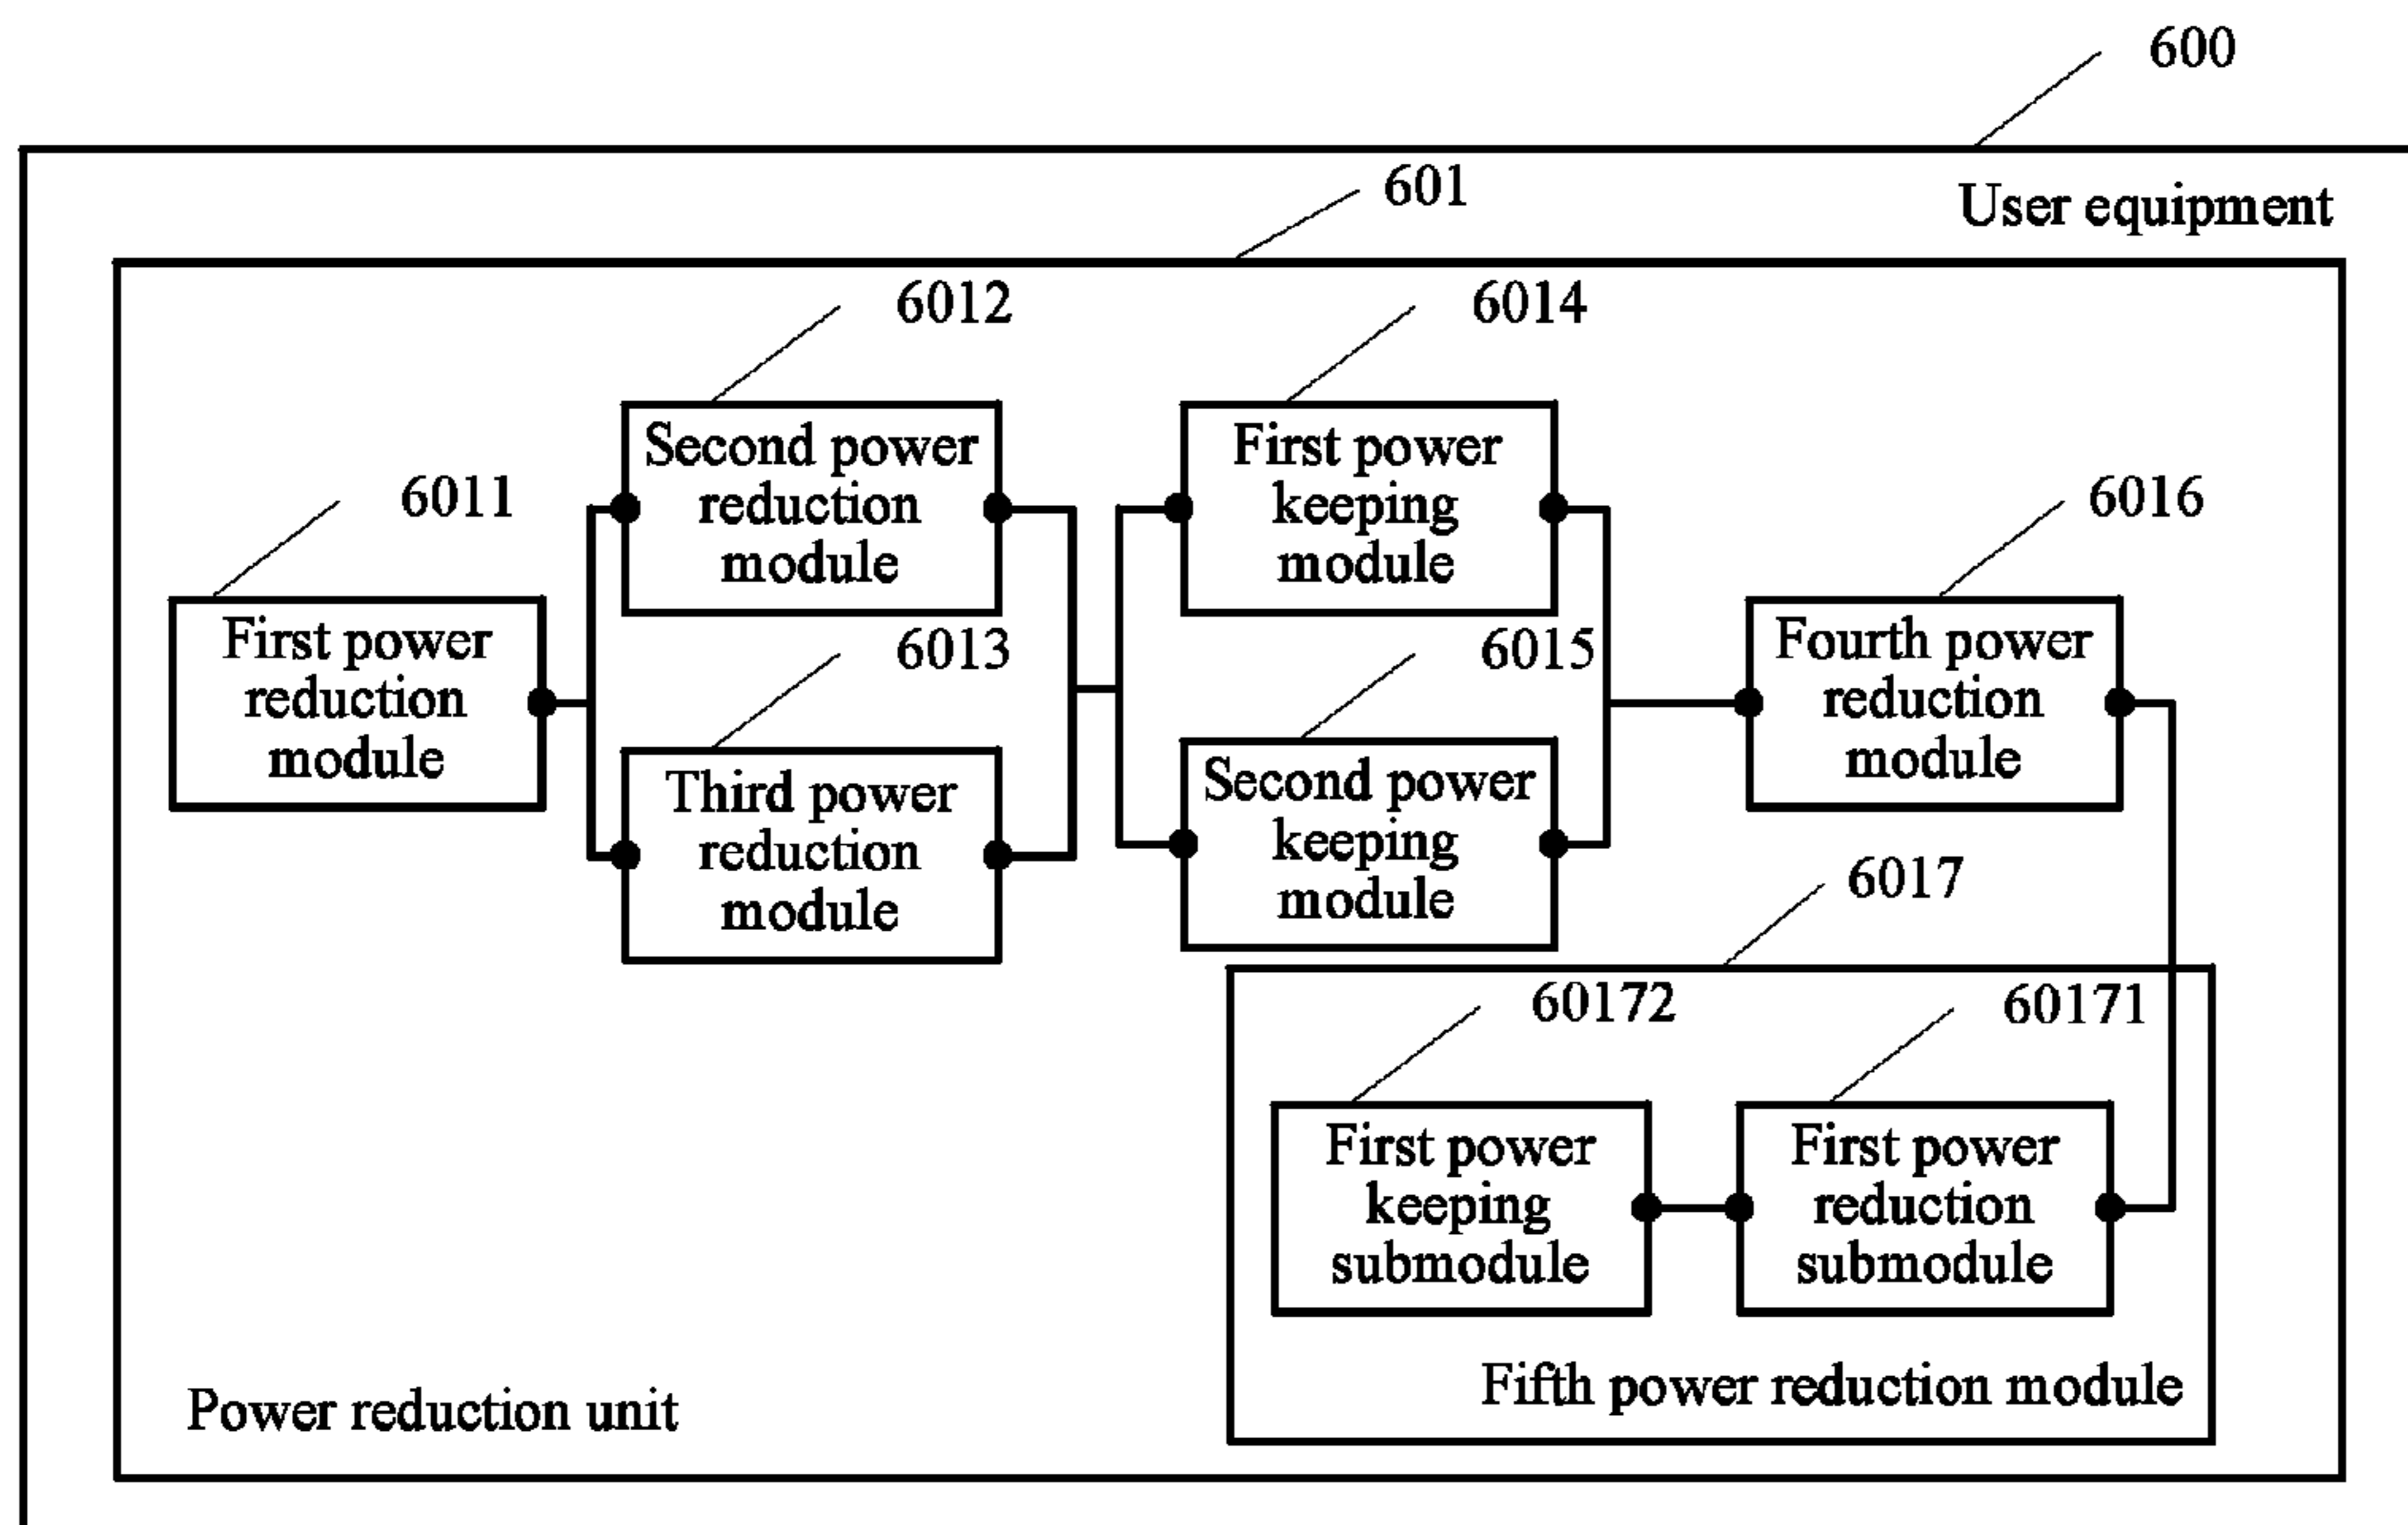 600
User equipment
601
6012
6014
Second power
reduction
module
First power
keeping
module
6011
6016
First power
reduction
module
6013
6015
Fourth power
reduction
module
Third power
reduction
module
Second power
keeping
module
6017
60172
60171
First power
keeping
submodule
First power
reduction
submodule
Fifth power reduction module
Power reduction unit